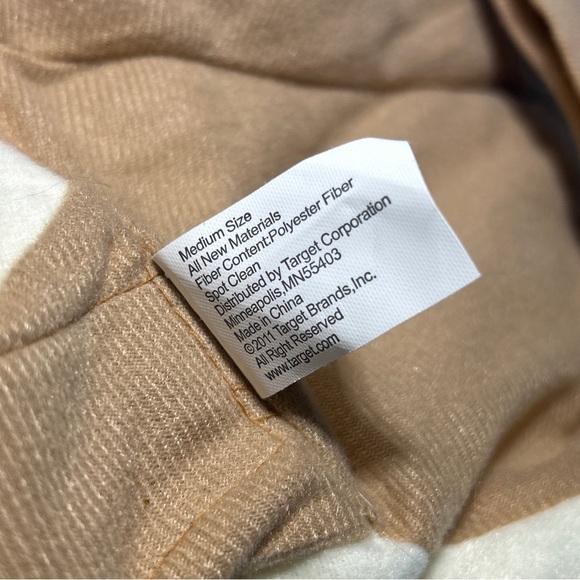 Medium Size
All New Materials
Fiber Content:Polyester Fiber
Spot Clean
Distributed by Target Corporation
Minneapolis,MN55403
Made in China
©2011 Target Brands,Inc.
All Right Reserved
www.target.com